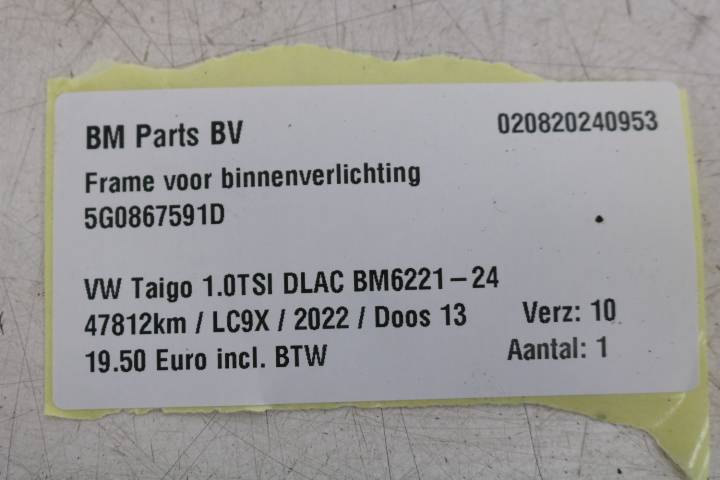 BM Parts BV 020820240953
Frame voor binnenverlichting
5G0867591D
VW Taigo 1.0TSI DLAC BM6221-24
47812km / LC9X / 2022 / Doos 13 Verz: 10
19.50 Euro incl. BTW Aantal: 1